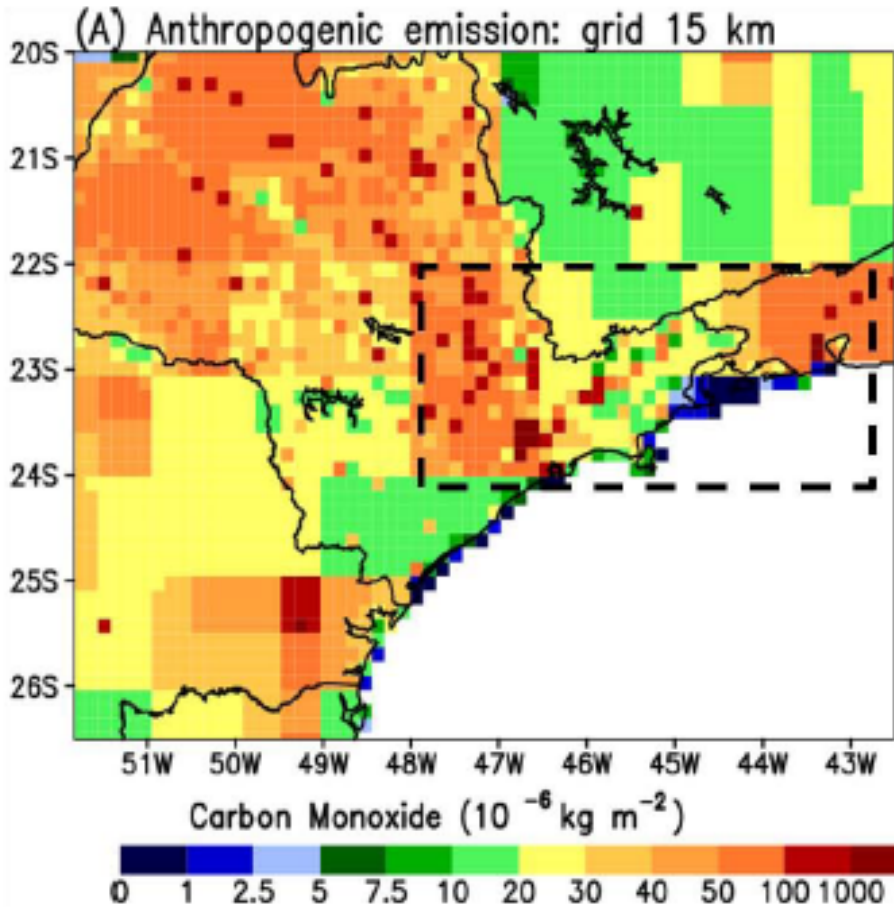 (A) Anthropogenic emission: grid 15 km
20S
21S
22S
23S
24S
25S
26S
51W 50W 49W 48W 47W 46W 45W 44W 43W
Carbon Monoxide (10 ⁻⁶ kg m⁻²)
0 1 2.5 5 7.5 10 20 30 40 50 100 1000